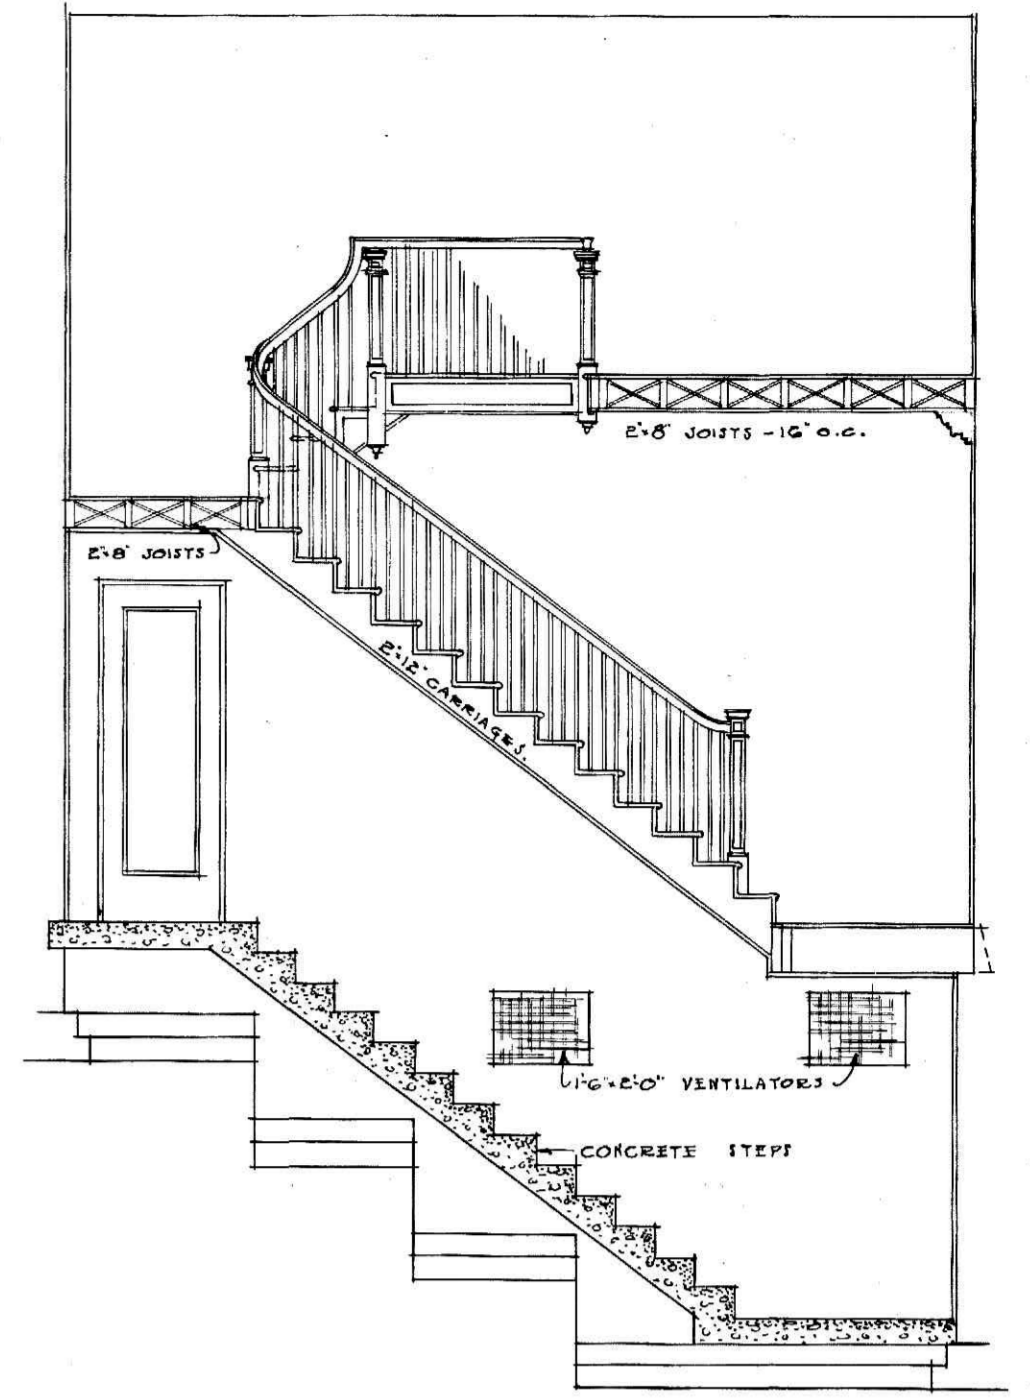 2"x8" JOISTS - 16" O.C.
2"x8" JOISTS
2"x12" CARRIAGES.
1'-6"x2'-0" VENTILATORS
CONCRETE STEPS